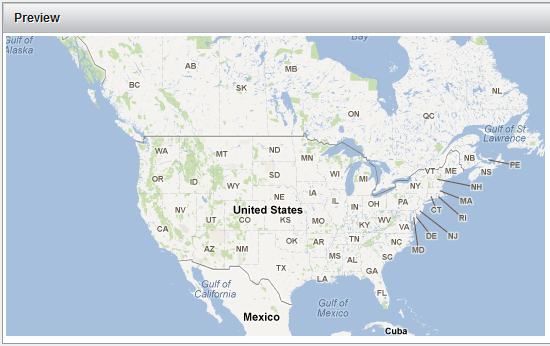 Preview
Gulf of
Alaska
Bay
AB
MB
BC
SK
NL
ON
QC
Gulf of St
Lawrence
WA
MT
ND
MN
NB
PE
OR
ID
SD
WI
MI
VT
ME
NS
WY
NY
NH
NV
UT
CO
NE
IA
IL
IN
OH
PA
MA
United States
KS
MO
WV
CT
RI
CA
KY
VA
DE
NJ
AZ
NM
OK
AR
TN
NC
MD
TX
MS
AL
SC
LA
GA
FL
Gulf of
California
Gulf of
Mexico
Mexico
Cuba